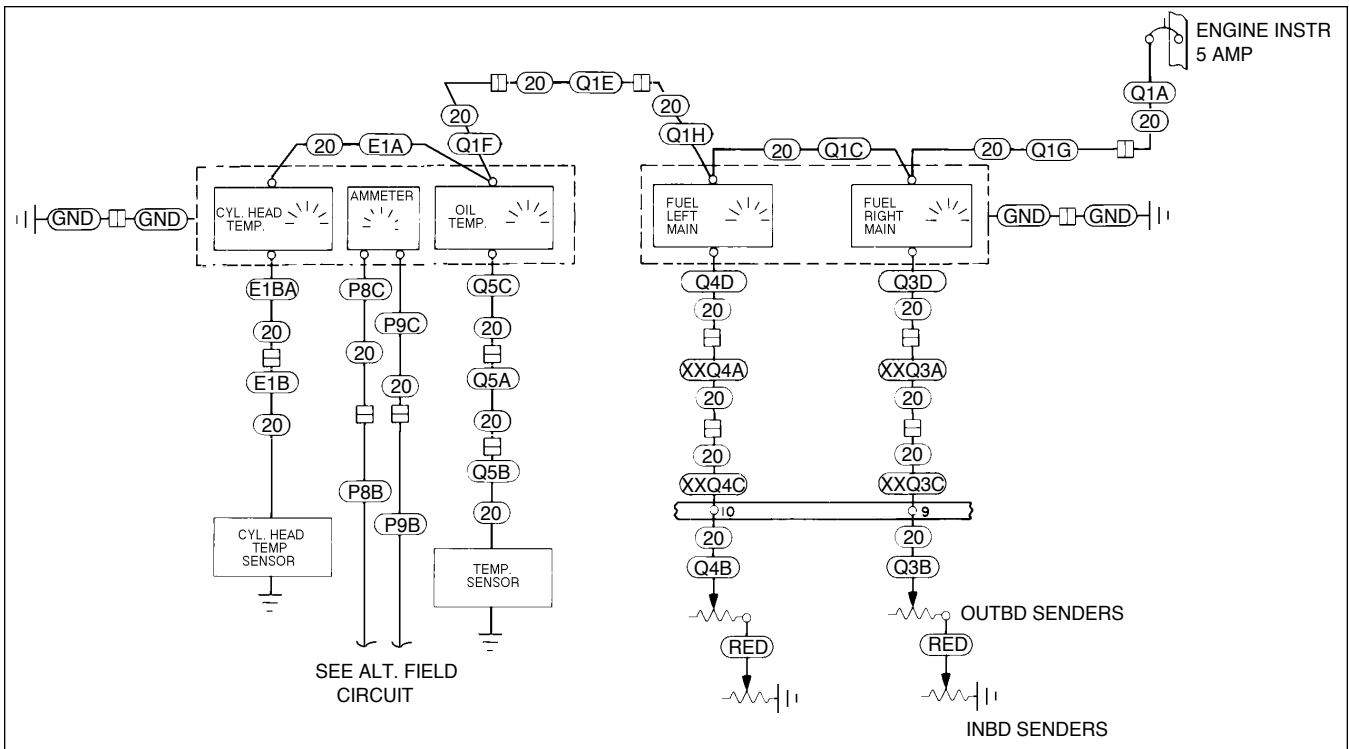 ENGINE INSTR
5 AMP
Q1A
20
20 Q1E
20
Q1F
20
Q1H
20 E1A
20 Q1C
20 Q1G
GND GND
CYL. HEAD
TEMP.
AMMETER
OIL
TEMP.
FUEL
LEFT
MAIN
FUEL
RIGHT
MAIN
GND GND
E1BA
20
E1B
20
CYL. HEAD
TEMP
SENSOR
P8C
20
P8B
P9C
20
P9B
SEE ALT. FIELD
CIRCUIT
Q5C
20
Q5A
20
Q5B
20
TEMP.
SENSOR
Q4D
20
XXQ4A
20
20
XXQ4C
10
20
Q4B
RED
Q3D
20
XXQ3A
20
20
XXQ3C
9
20
Q3B
OUTBD SENDERS
RED
INBD SENDERS